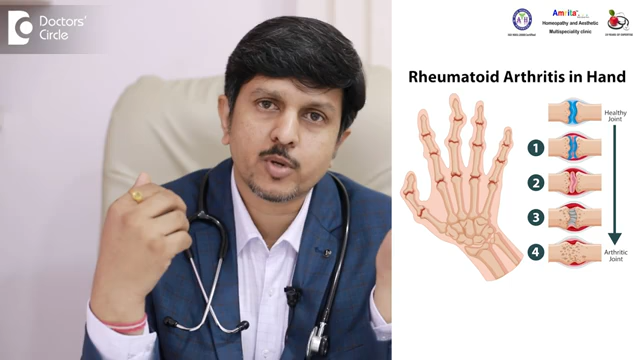 Doctors'
Circle
Amrita
Homeopathy and Aesthetic
Multispeciality clinic
Rheumatoid Arthritis in Hand
Healthy
Joint
1
2
3
4
Arthritic
Joint